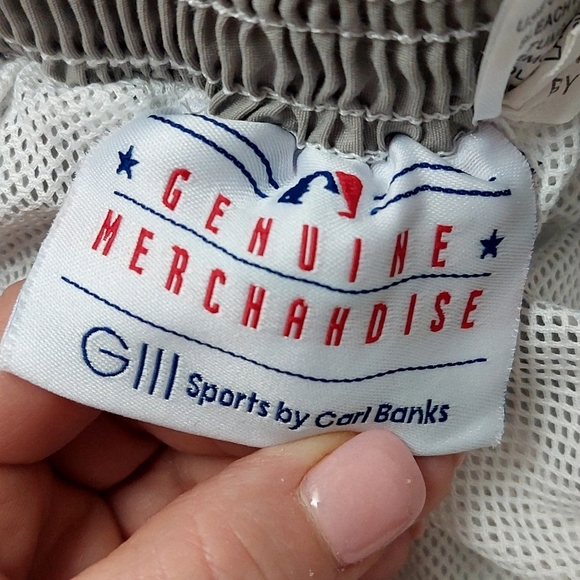 GENUINE
MERCHANDISE
GIII Sports by Carl Banks